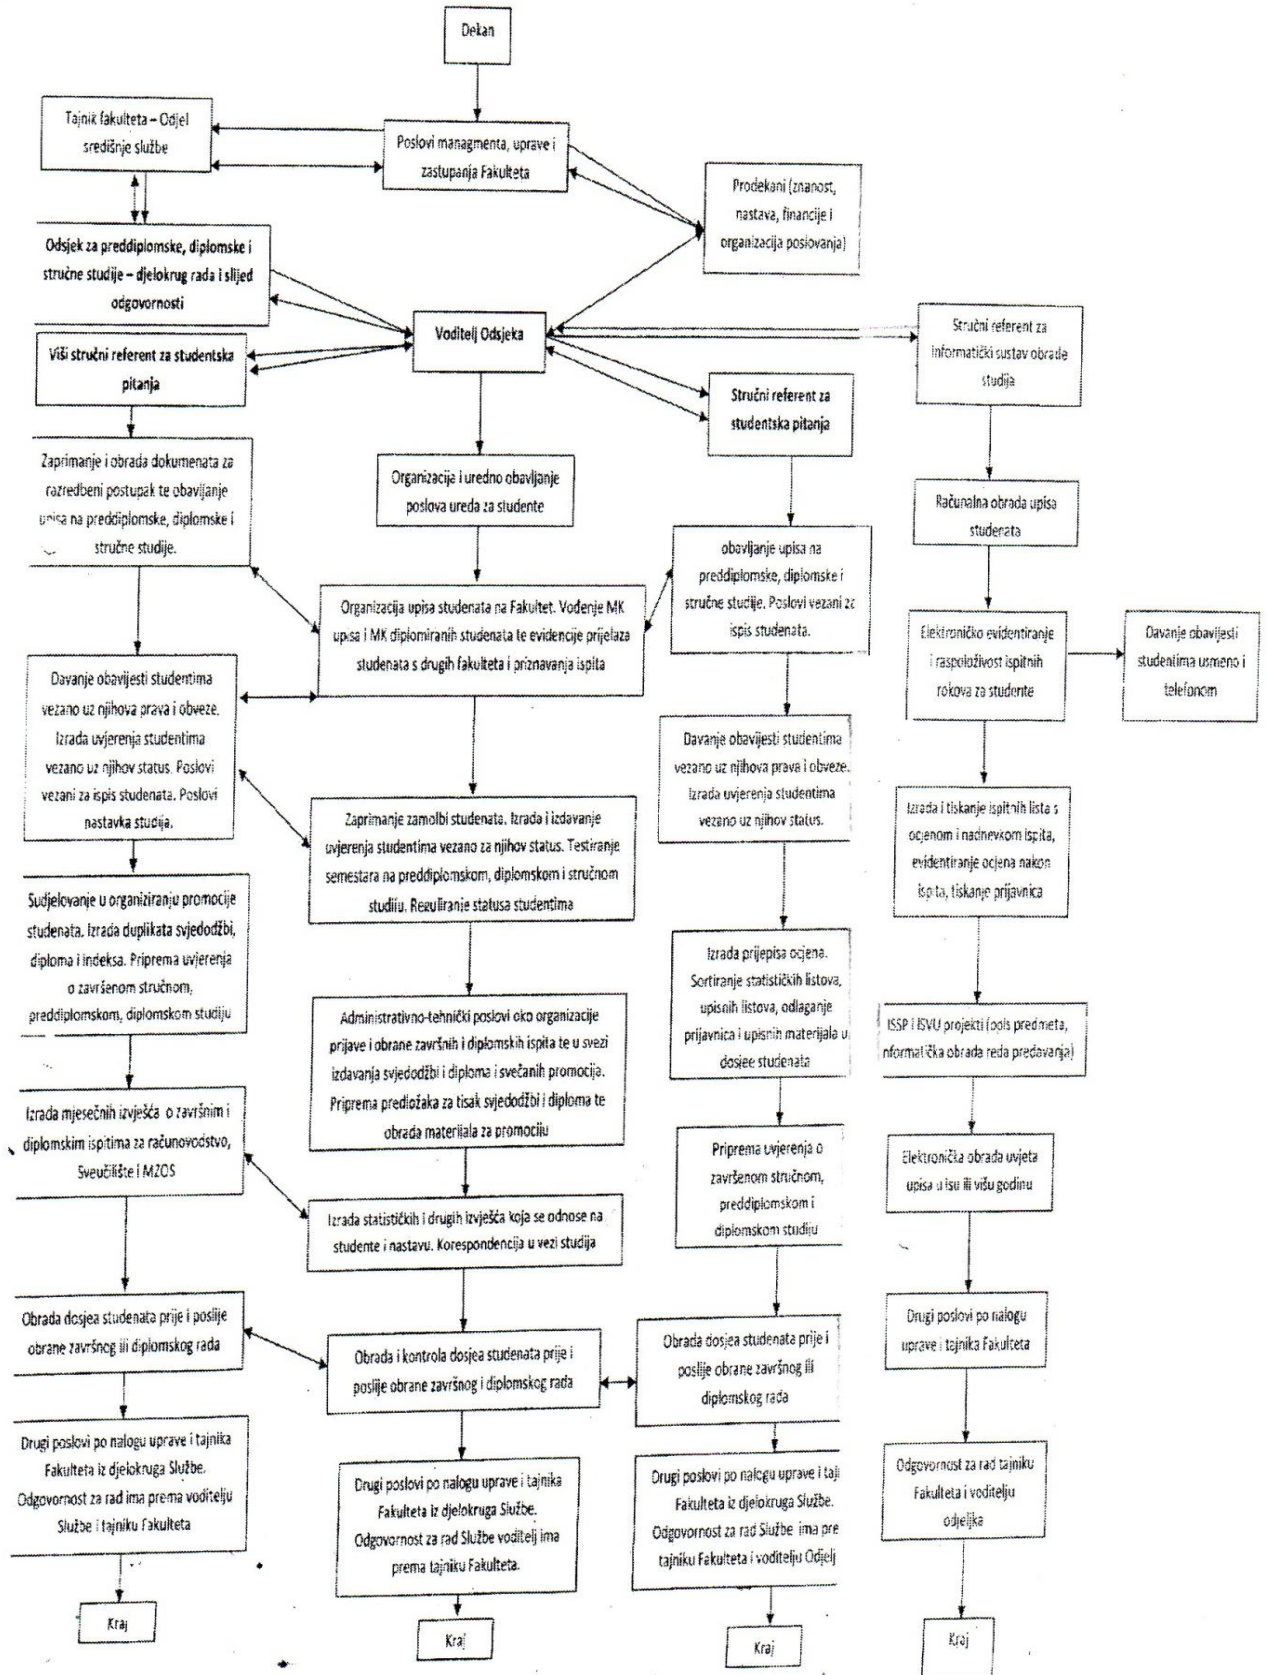 Dekan
Tajnik fakulteta – Odjel
središnje službe
Poslovi managmenta, uprave i
zastupanja Fakulteta
Prodekani (znanost,
nastava, financije i
organizacija poslovanja)
Odsjek za preddiplomske, diplomske i
stručne studije – djelokrug rada i slijed
odgovornosti
Voditelj Odsjeka
Stručni referent za
informatički sustav obrade
studija
Viši stručni referent za studentska
pitanja
Stručni referent za
studentska pitanja
Zaprimanje i obrada dokumenata za
razredbeni postupak te obavljanje
upisa na preddiplomske, diplomske i
stručne studije.
Organizacija i uredno obavljanje
poslova ureda za studente
Računalna obrada upisa
studenata
obavljanje upisa na
preddiplomske, diplomske i
stručne studije. Poslovi vezani za
ispis studenata.
Organizacija upisa studenata na Fakultet. Vođenje MK
upisa i MK diplomiranih studenata te evidencije prijelaza
studenata s drugih fakulteta i priznavanja ispita
Elektroničko evidentiranje
i raspoloživost ispitnih
rokova za studente
Davanje obavijesti
studentima usmeno i
telefonom
Davanje obavijesti studentima
vezano uz njihova prava i obveze.
Izrada uvjerenja studentima
vezano uz njihov status. Poslovi
vezani za ispis studenata. Poslovi
nastavka studija.
Davanje obavijesti studentima
vezano uz njihova prava i obveze.
Izrada uvjerenja studentima
vezano uz njihov status.
Zaprimanje zamolbi studenata. Izrada i izdavanje
uvjerenja studentima vezano za njihov status. Testiranje
semestara na preddiplomskom, diplomskom i stručnom
studiju. Reguliranje statusa studentima
Izrada i tiskanje ispitnih lista s
ocjenom i nadnevkom ispita,
evidentiranje ocjena nakon
ispita, tiskanje prijavnica
Sudjelovanje u organiziranju promocije
studenata. Izrada duplikata svjedodžbi,
diploma i indeksa. Priprema uvjerenja
o završenom stručnom,
preddiplomskom, diplomskom studiju
Izrada prijepisa ocjena.
Sortiranje statističkih listova,
upisnih listova, odlaganje
prijavnica i upisnih materijala u
dosjee studenata
Administrativno-tehnički poslovi oko organizacije
prijave i obrane završnih i diplomskih ispita te u svezi
izdavanja svjedodžbi i diploma i svečanih promocija.
Priprema predložaka za tisak svjedodžbi i diploma te
obrada materijala za promociju
ISSP i ISVU projekti (opis predmeta,
nformatička obrada reda predavanja)
Izrada mjesečnih izvješća o završnim i
diplomskim ispitima za računovodstvo,
Sveučilište i MZOS
Priprema uvjerenja o
završenom stručnom,
preddiplomskom i
diplomskom studiju
Elektronička obrada uvjeta
upisa u isu ili višu godinu
Izrada statističkih i drugih izvješća koja se odnose na
studente i nastavu. Korespondencija u vezi studija
Obrada dosjea studenata prije i poslije
obrane završnog ili diplomskog rada
Drugi poslovi po nalogu
uprave i tajnika Fakulteta
Obrada i kontrola dosjea studenata prije i
poslije obrane završnog i diplomskog rada
Obrada dosjea studenata prije i
poslije obrane završnog ili
diplomskog rada
Drugi poslovi po nalogu uprave i tajnika
Fakulteta iz djelokruga Službe.
Odgovornost za rad ima prema voditelju
Službe i tajniku Fakulteta
Drugi poslovi po nalogu uprave i tajnika
Fakulteta iz djelokruga Službe.
Odgovornost za rad Službe voditelj ima
prema tajniku Fakulteta.
Drugi poslovi po nalogu uprave i taji
Fakulteta iz djelokruga Službe.
Odgovornost za rad Službe ima pre
tajniku Fakulteta i voditelju Odjelj
Odgovornost za rad tajniku
Fakulteta i voditelju
odjeljka
Kraj
Kraj
Kraj
Kraj